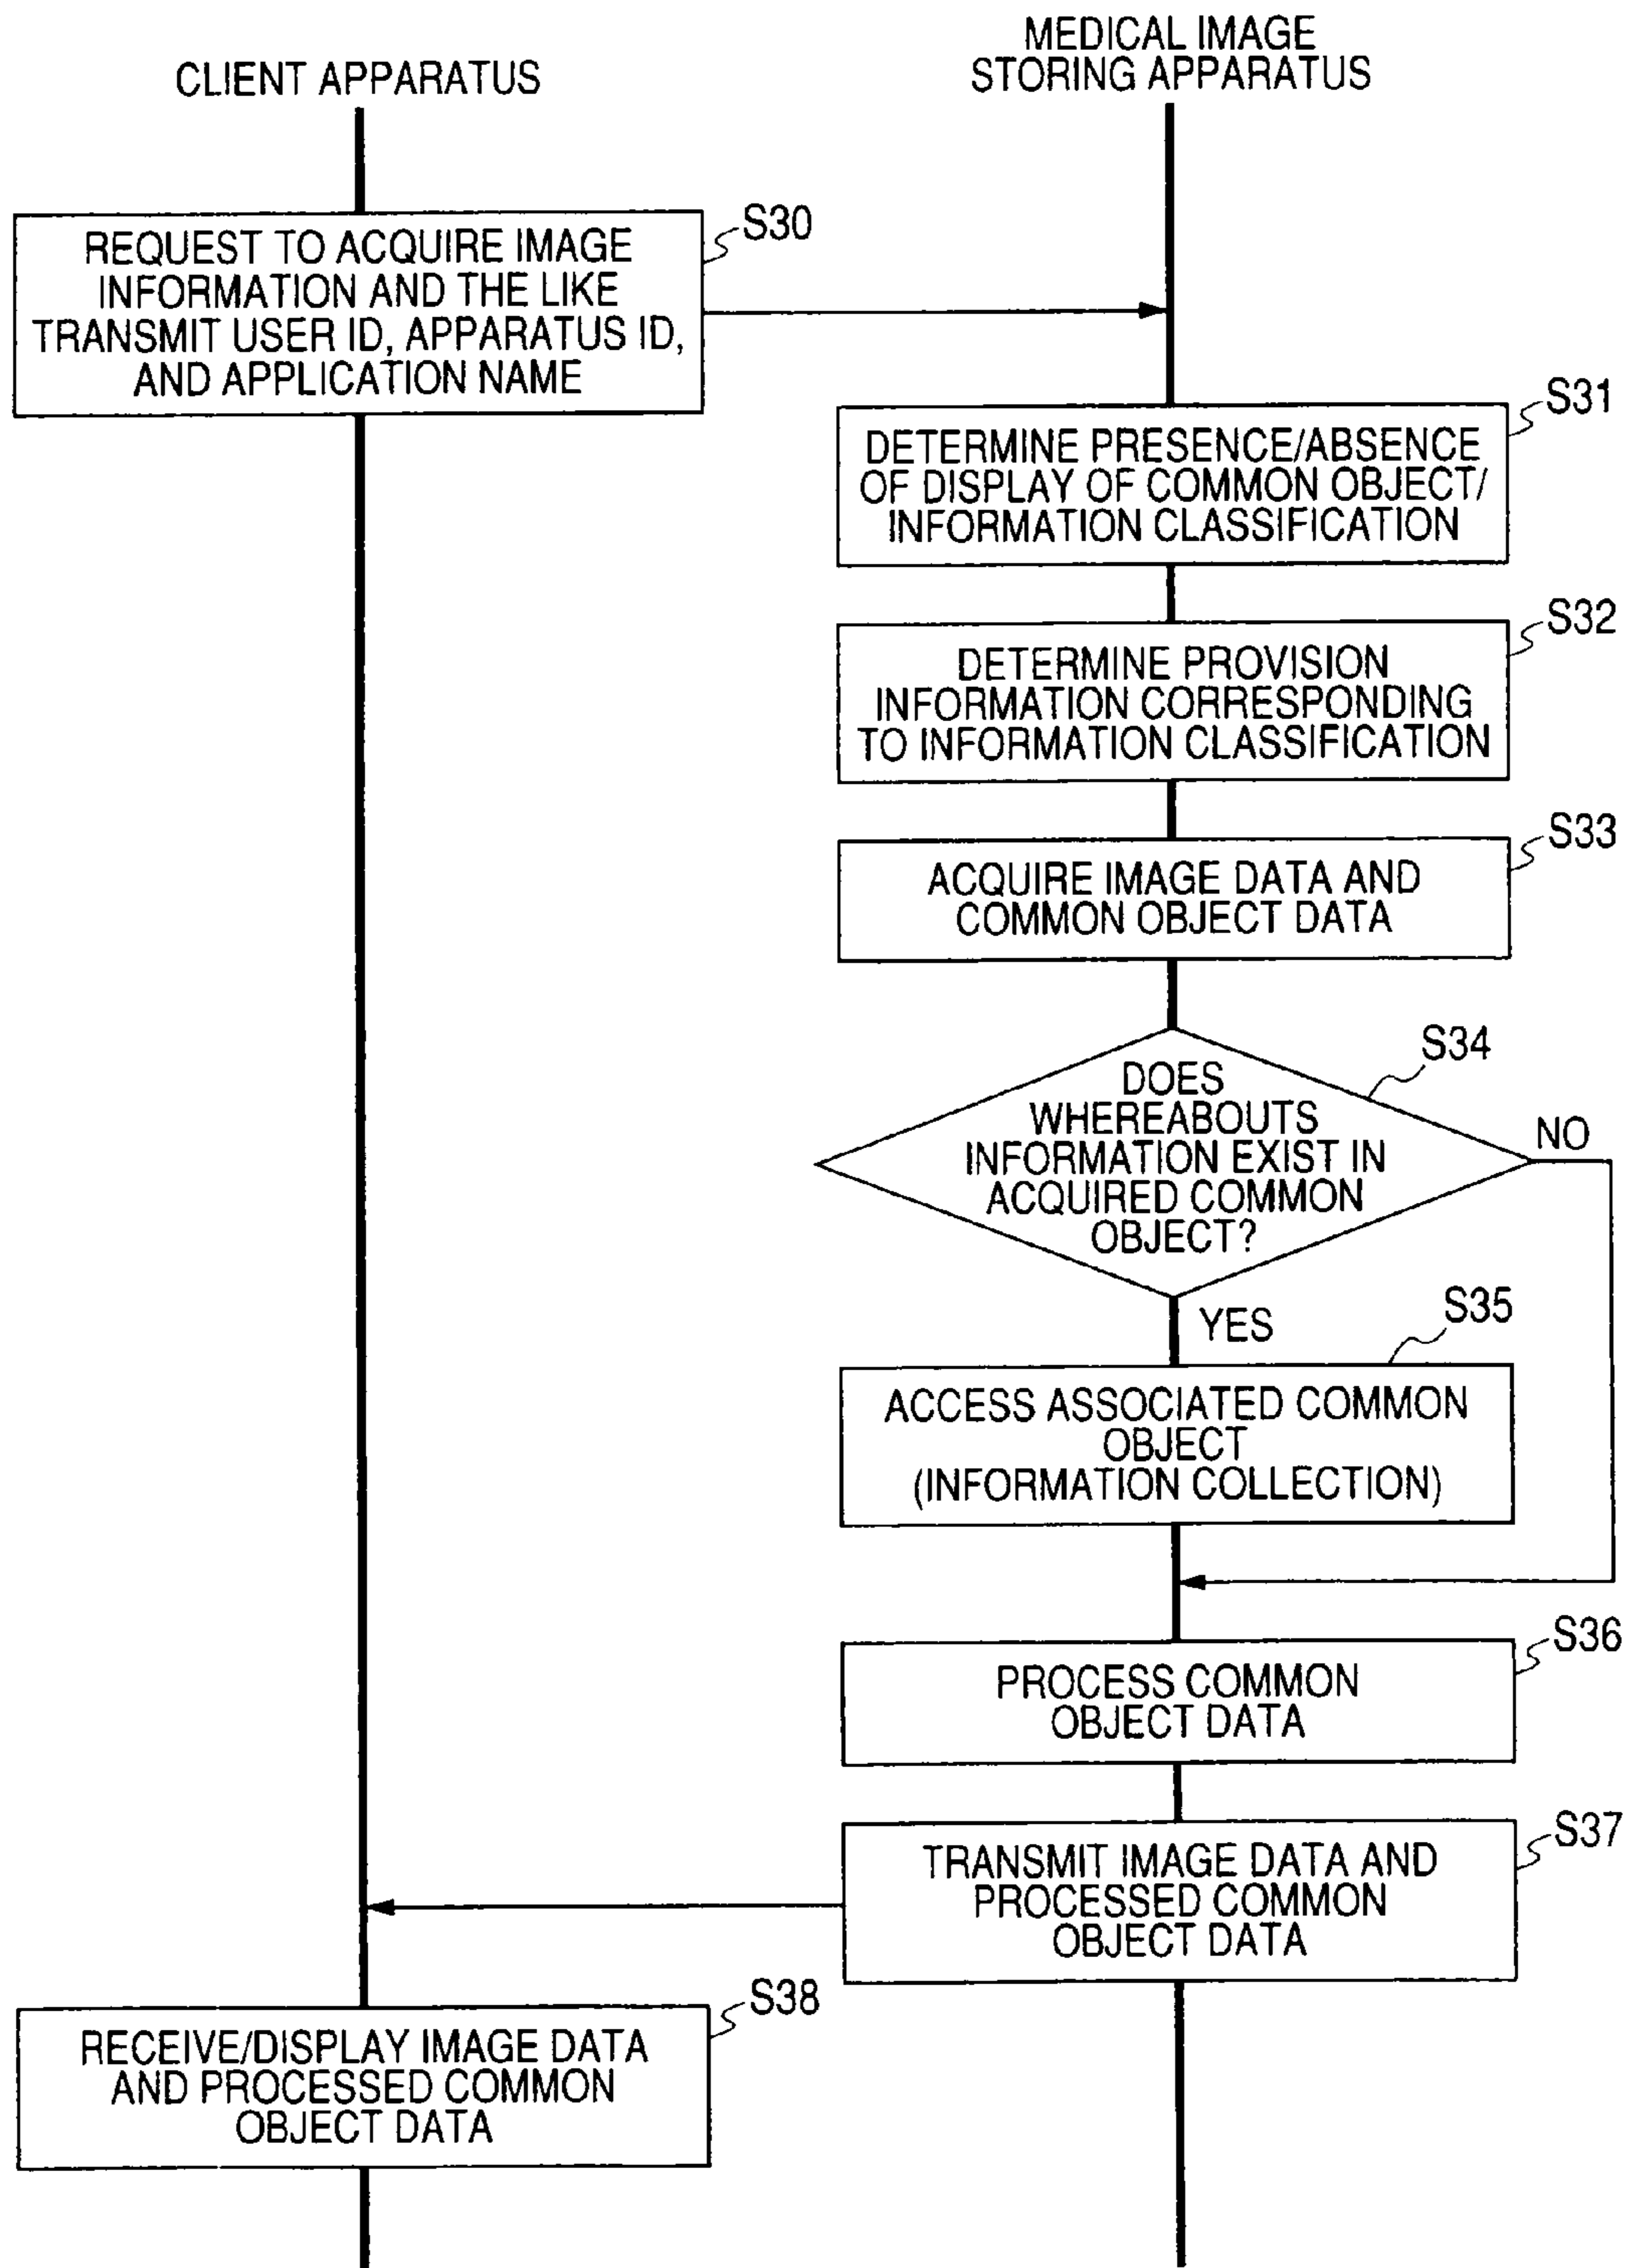 CLIENT APPARATUS
MEDICAL IMAGE
STORING APPARATUS
S30
REQUEST TO ACQUIRE IMAGE
INFORMATION AND THE LIKE
TRANSMIT USER ID, APPARATUS ID,
AND APPLICATION NAME
S31
DETERMINE PRESENCE/ABSENCE
OF DISPLAY OF COMMON OBJECT/
INFORMATION CLASSIFICATION
S32
DETERMINE PROVISION
INFORMATION CORRESPONDING
TO INFORMATION CLASSIFICATION
S33
ACQUIRE IMAGE DATA AND
COMMON OBJECT DATA
S34
DOES
WHEREABOUTS
INFORMATION EXIST IN
ACQUIRED COMMON
OBJECT?
NO
YES
S35
ACCESS ASSOCIATED COMMON
OBJECT
(INFORMATION COLLECTION)
S36
PROCESS COMMON
OBJECT DATA
S37
TRANSMIT IMAGE DATA AND
PROCESSED COMMON
OBJECT DATA
S38
RECEIVE/DISPLAY IMAGE DATA
AND PROCESSED COMMON
OBJECT DATA